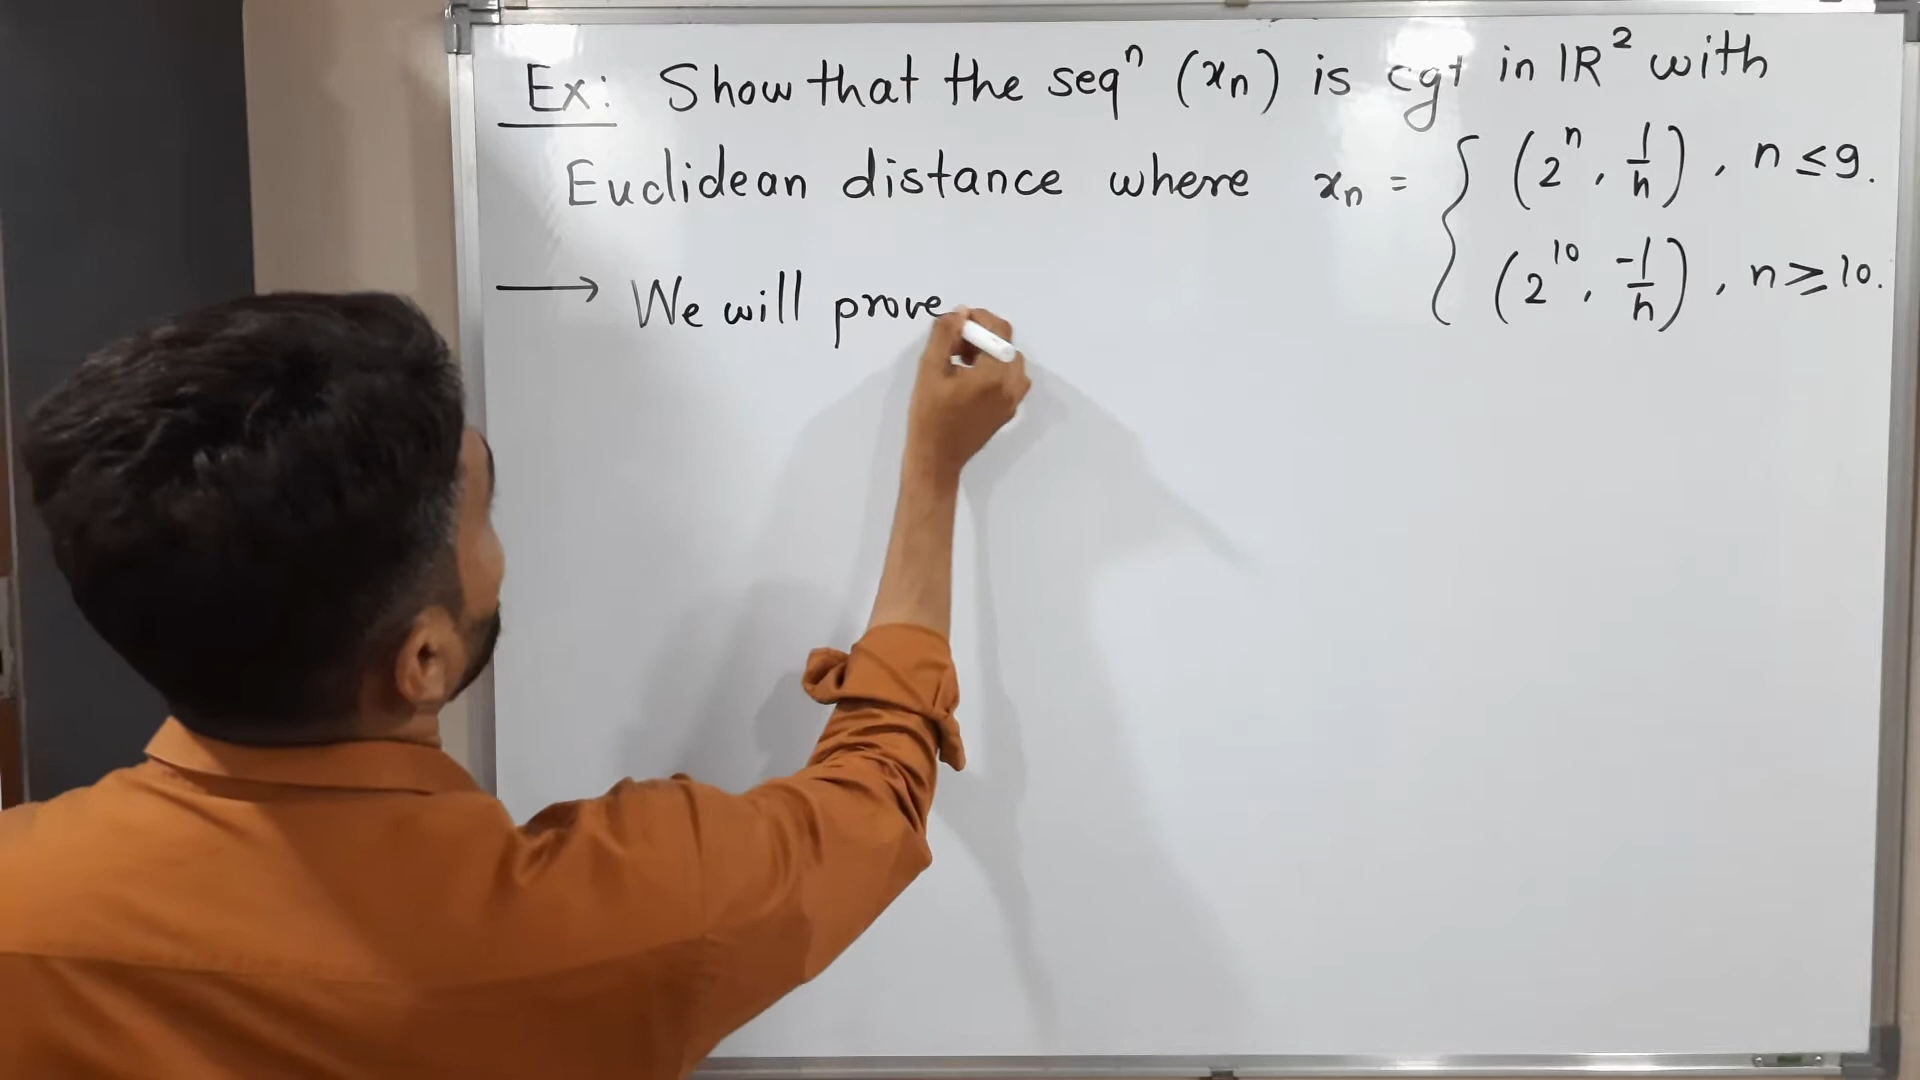 Ex: Show that the seqⁿ (xₙ) is cgt in ℝ² with
Euclidean distance where xₙ = { (2ⁿ, 1/n), n ≤ 9.
(2¹⁰, -1/n), n ≥ 10.
→ We will prove